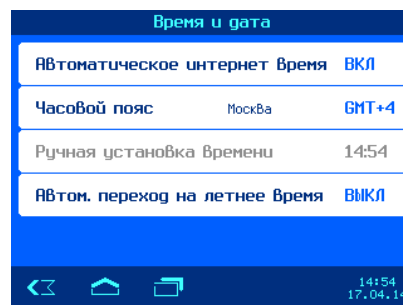 Время и дата
Автоматическое интернет время ВКЛ
Часовой пояс Москва GMT+4
Ручная установка времени 14:54
Автом. переход на летнее время ВЫКЛ
14:54
17.04.14